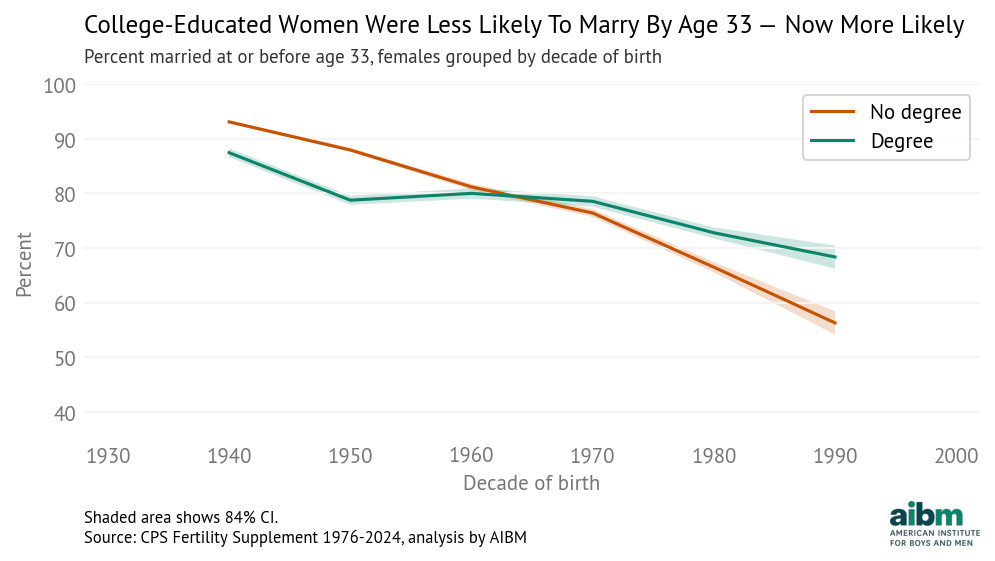 College-Educated Women Were Less Likely To Marry By Age 33 — Now More Likely
Percent married at or before age 33, females grouped by decade of birth
100
90
80
70
60
50
40
Percent
No degree
Degree
1930 1940 1950 1960 1970 1980 1990 2000
Decade of birth
Shaded area shows 84% CI.
Source: CPS Fertility Supplement 1976-2024, analysis by AIBM
aibm
AMERICAN INSTITUTE
FOR BOYS AND MEN